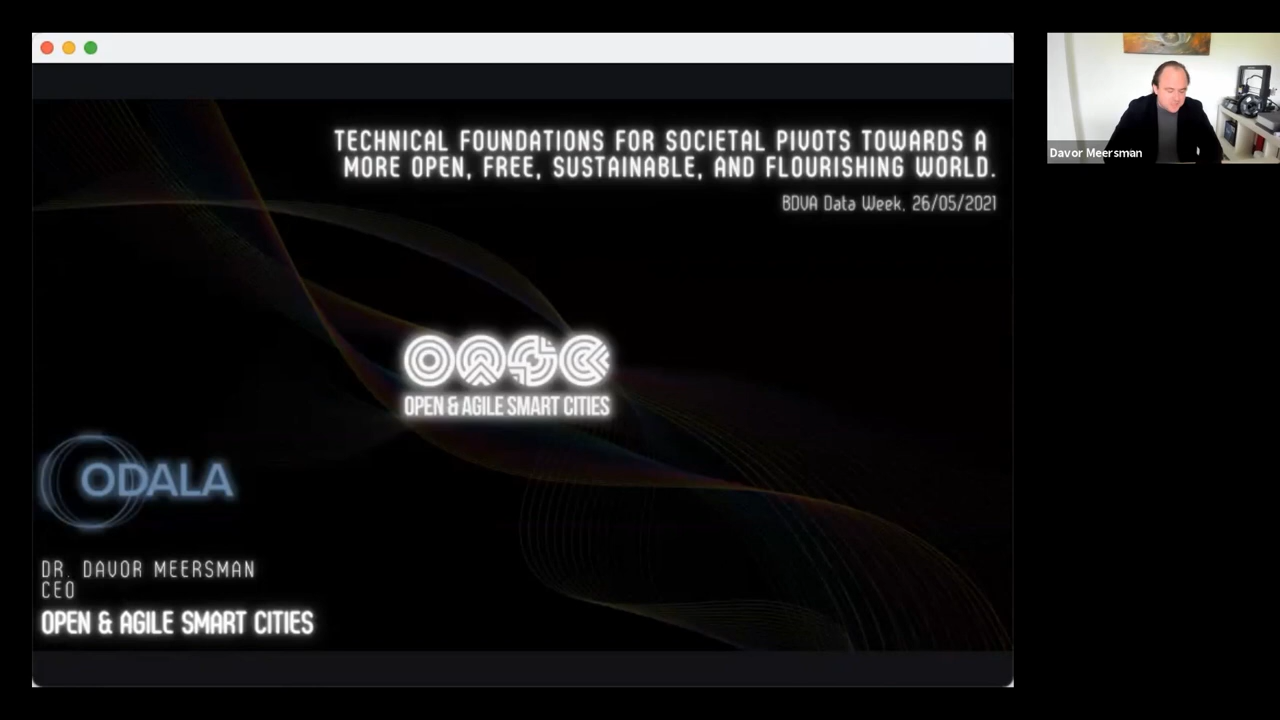 TECHNICAL FOUNDATIONS FOR SOCIETAL PIVOTS TOWARDS A
MORE OPEN, FREE, SUSTAINABLE, AND FLOURISHING WORLD.
BDVA Data Week, 26/05/2021
Davor Meersman
OASC
OPEN & AGILE SMART CITIES
ODALA
DR. DAVOR MEERSMAN
CEO
OPEN & AGILE SMART CITIES